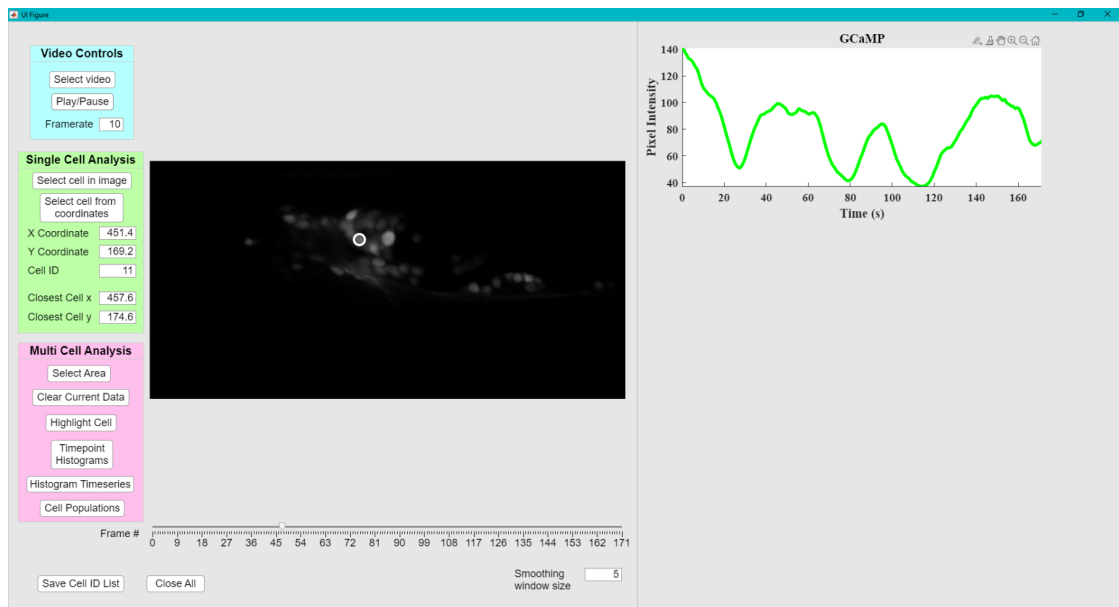 UI Figure
Video Controls
Select video
Play/Pause
Framerate 10
Single Cell Analysis
Select cell in image
Select cell from
coordinates
X Coordinate 451.4
Y Coordinate 169.2
Cell ID 11
Closest Cell x 457.6
Closest Cell y 174.6
Multi Cell Analysis
Select Area
Clear Current Data
Highlight Cell
Timepoint
Histograms
Histogram Timeseries
Cell Populations
Frame #
0 9 18 27 36 45 54 63 72 81 90 99 108 117 126 135 144 153 162 171
Save Cell ID List
Close All
Smoothing
window size 5
GCaMP
Pixel Intensity
140
120
100
80
60
40
0 20 40 60 80 100 120 140 160
Time (s)